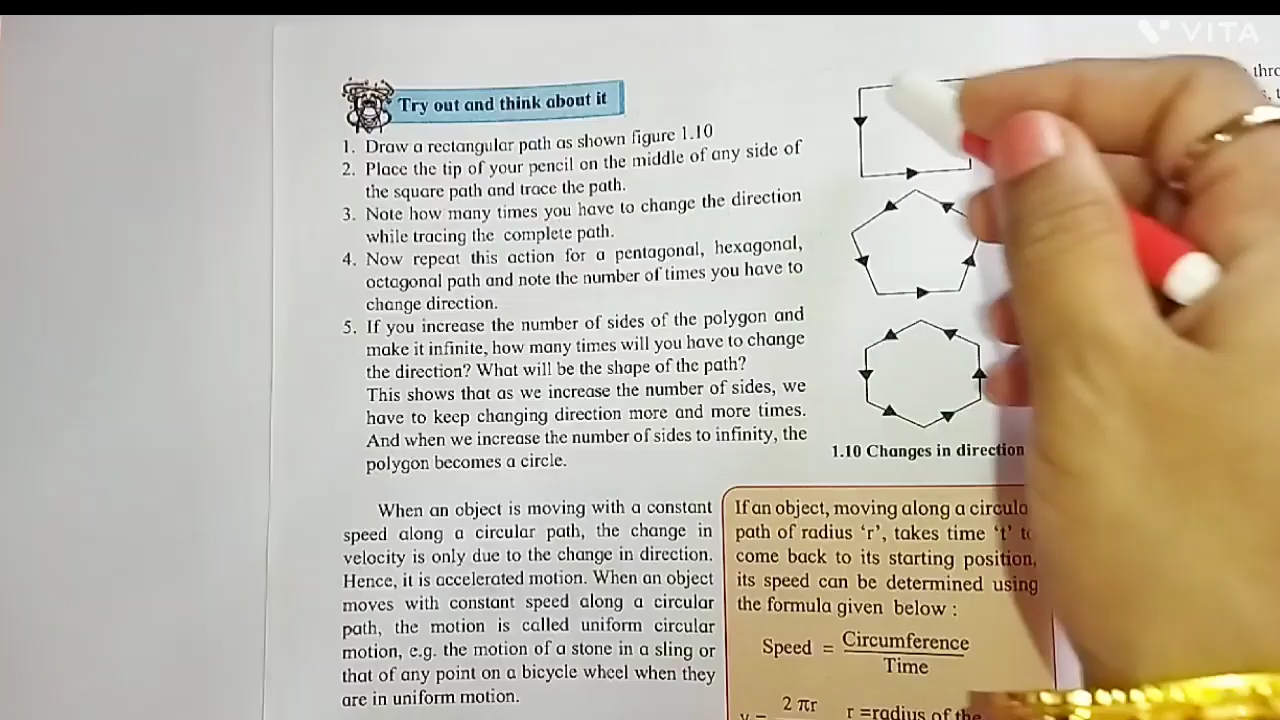 VITA
Try out and think about it
1. Draw a rectangular path as shown figure 1.10
2. Place the tip of your pencil on the middle of any side of
the square path and trace the path.
3. Note how many times you have to change the direction
while tracing the complete path.
4. Now repeat this action for a pentagonal, hexagonal,
octagonal path and note the number of times you have to
change direction.
5. If you increase the number of sides of the polygon and
make it infinite, how many times will you have to change
the direction? What will be the shape of the path?
This shows that as we increase the number of sides, we
have to keep changing direction more and more times.
And when we increase the number of sides to infinity, the
polygon becomes a circle.
1.10 Changes in direction
When an object is moving with a constant
speed along a circular path, the change in
velocity is only due to the change in direction.
Hence, it is accelerated motion. When an object
moves with constant speed along a circular
path, the motion is called uniform circular
motion, e.g. the motion of a stone in a sling or
that of any point on a bicycle wheel when they
are in uniform motion.
If an object, moving along a circula
path of radius ‘r’, takes time ‘t’
come back to its starting position,
its speed can be determined using
the formula given below :
Speed = Circumference
Time
2 πr
r =radius of the